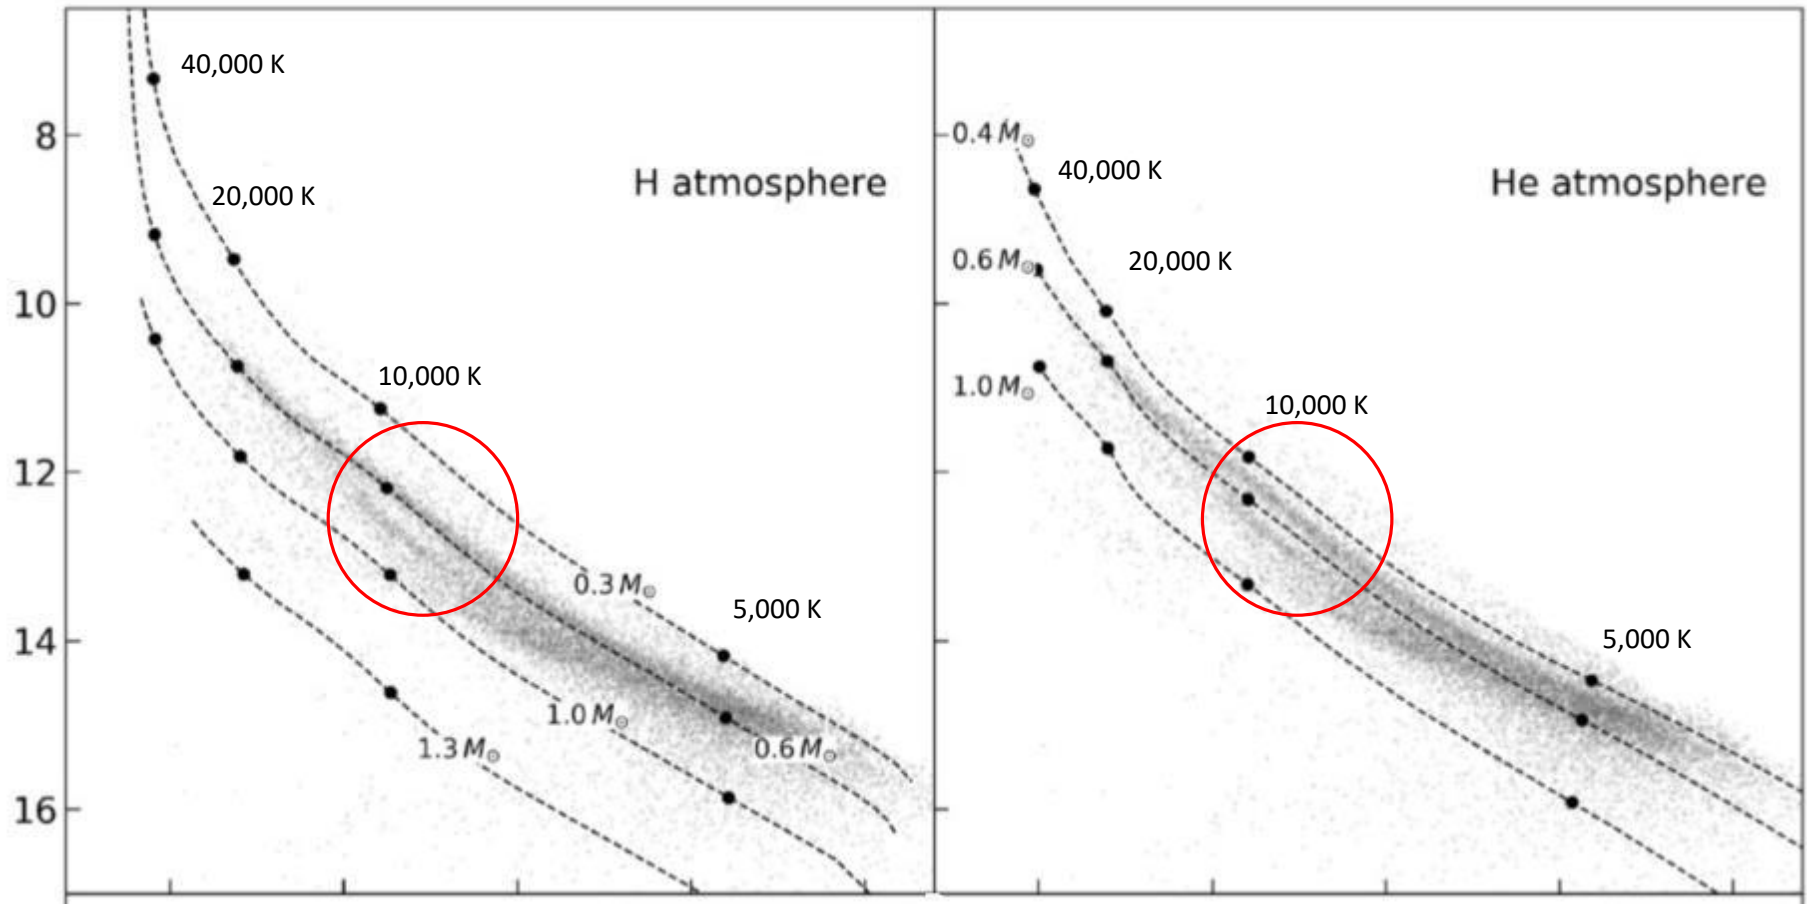 40,000 K
8
20,000 K
H atmosphere
10
10,000 K
12
0.3 M☉
5,000 K
14
1.0 M☉
0.6 M☉
1.3 M☉
16
0.4 M☉
40,000 K
He atmosphere
0.6 M☉
20,000 K
1.0 M☉
10,000 K
5,000 K